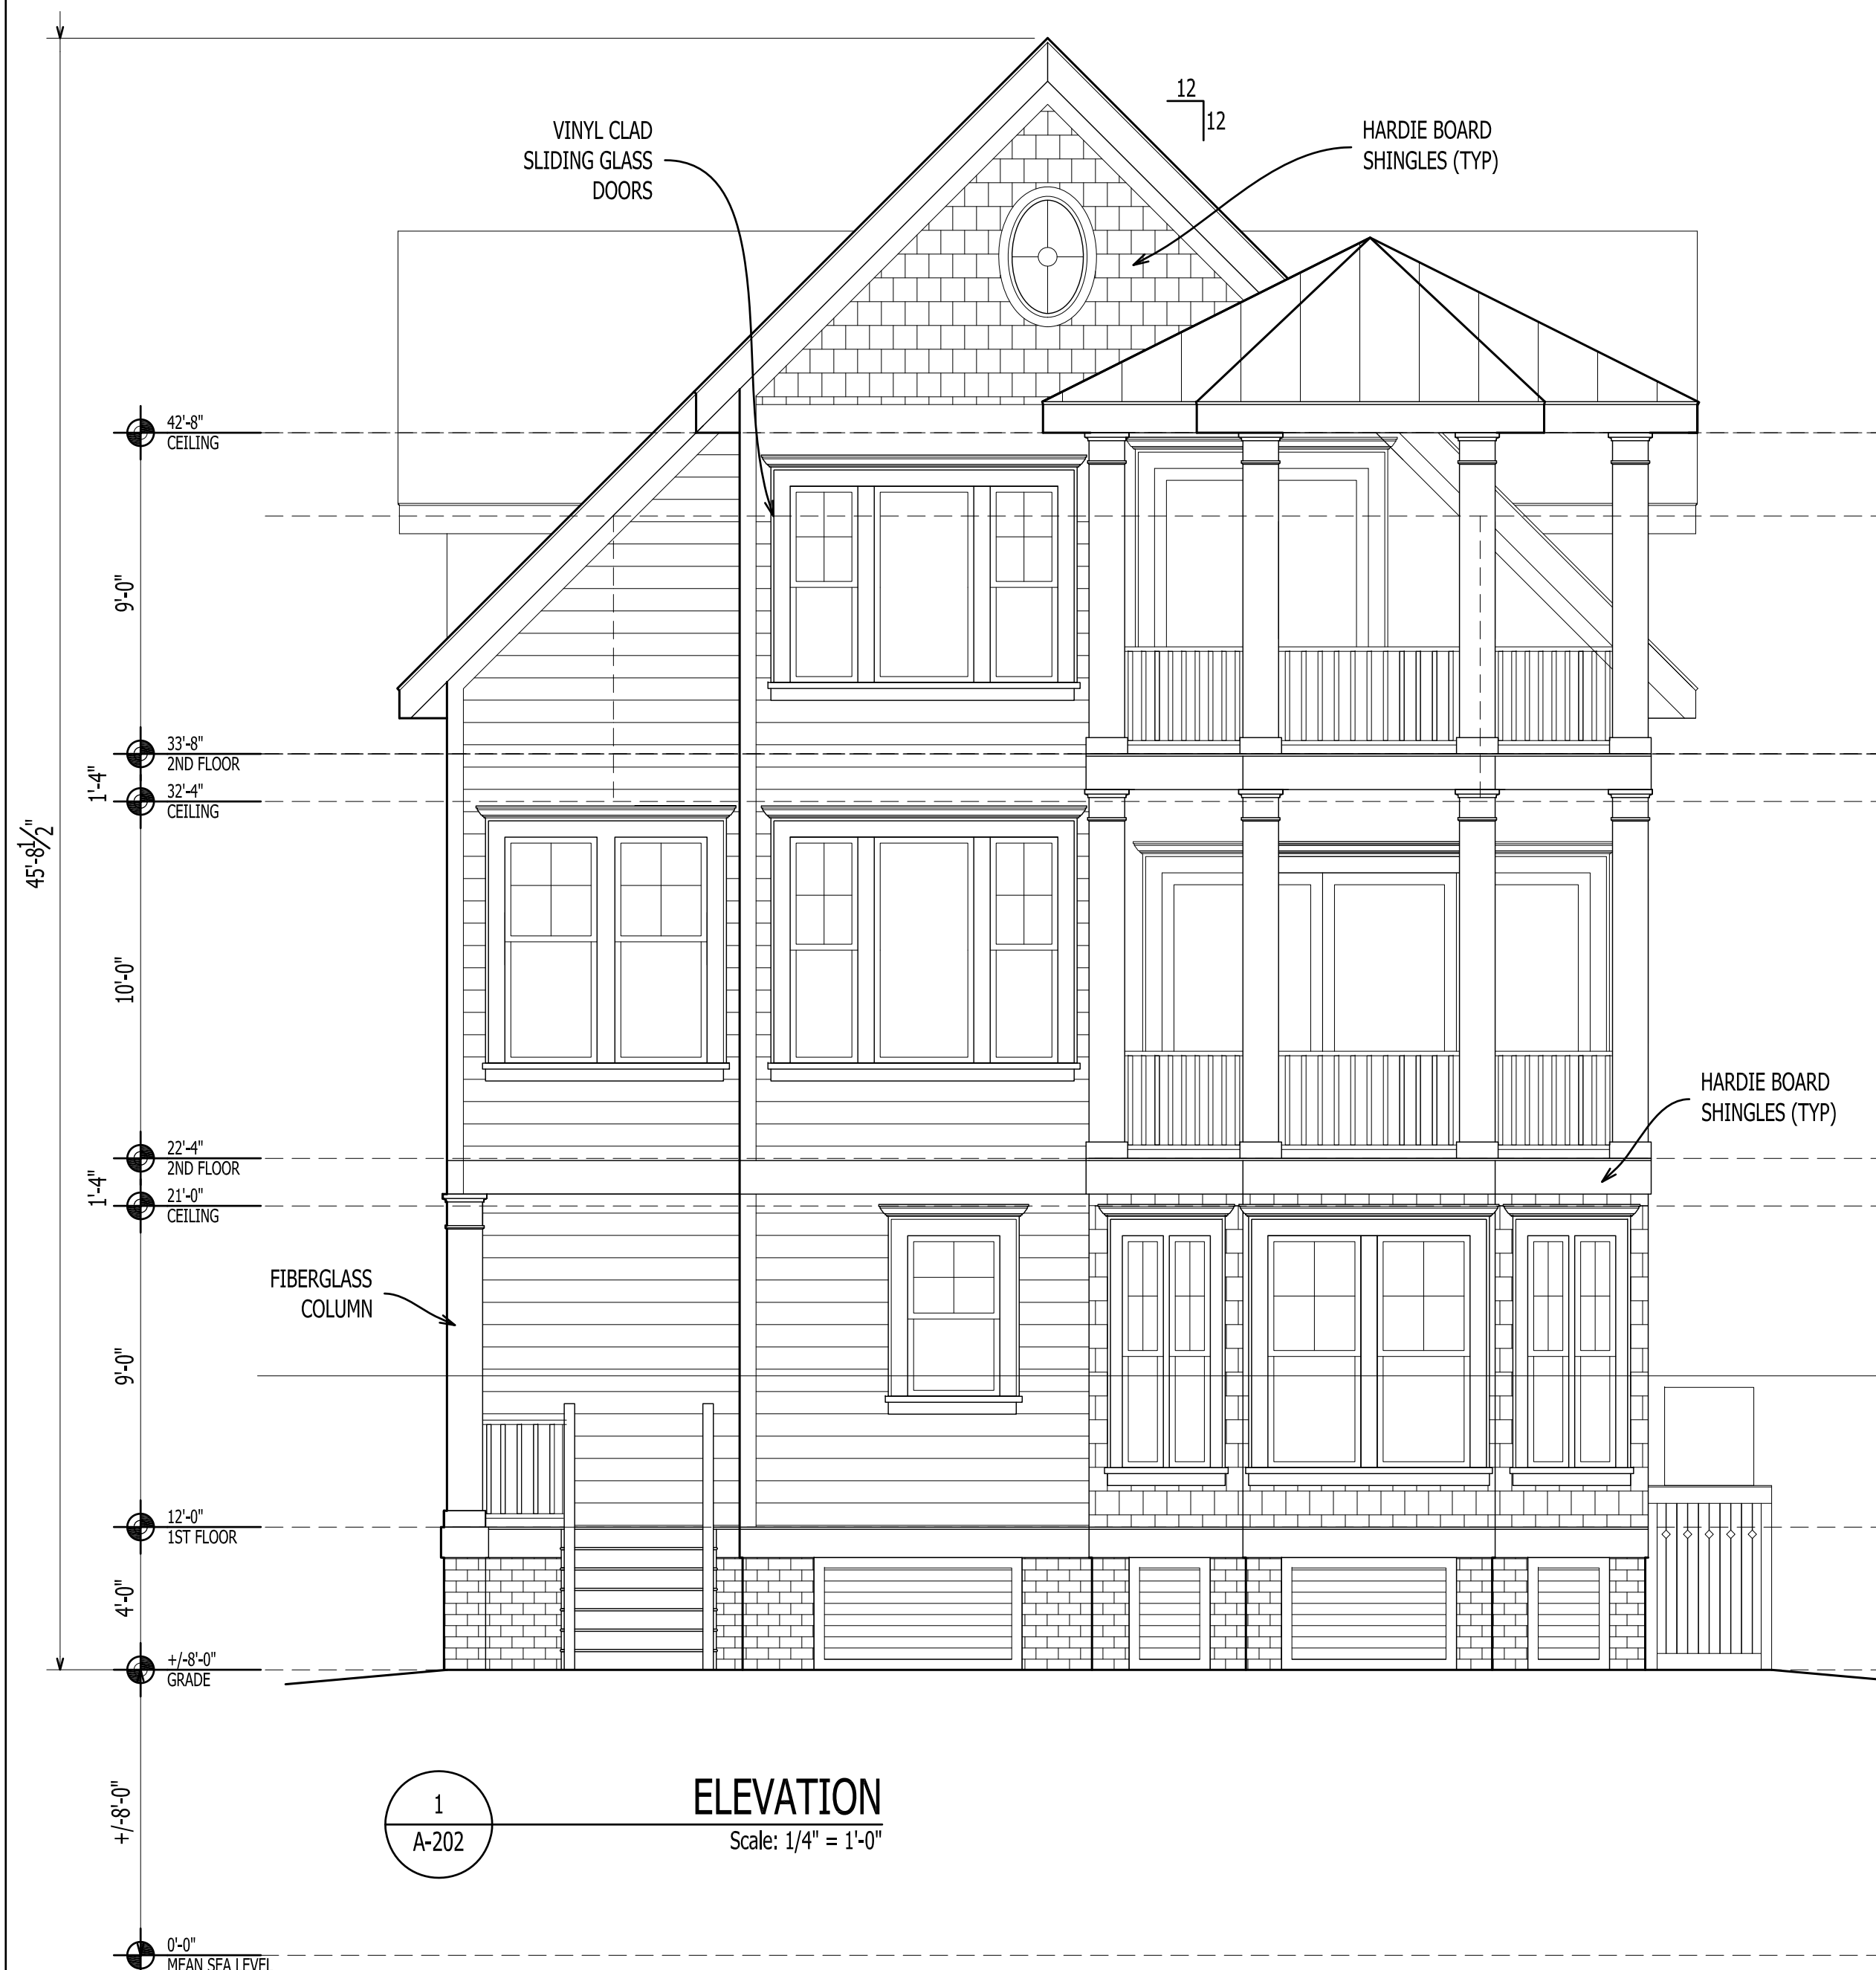 12
12
VINYL CLAD
SLIDING GLASS
DOORS
HARDIE BOARD
SHINGLES (TYP)
42'-8"
CEILING
9'-0"
33'-8"
2ND FLOOR
1'-4"
32'-4"
CEILING
45'-8 1/2"
10'-0"
HARDIE BOARD
SHINGLES (TYP)
22'-4"
2ND FLOOR
1'-4"
21'-0"
CEILING
FIBERGLASS
COLUMN
9'-0"
12'-0"
1ST FLOOR
4'-0"
+/-8'-0"
GRADE
+/-8'-0"
1
A-202
ELEVATION
Scale: 1/4" = 1'-0"
0'-0"
MEAN SEA LEVEL